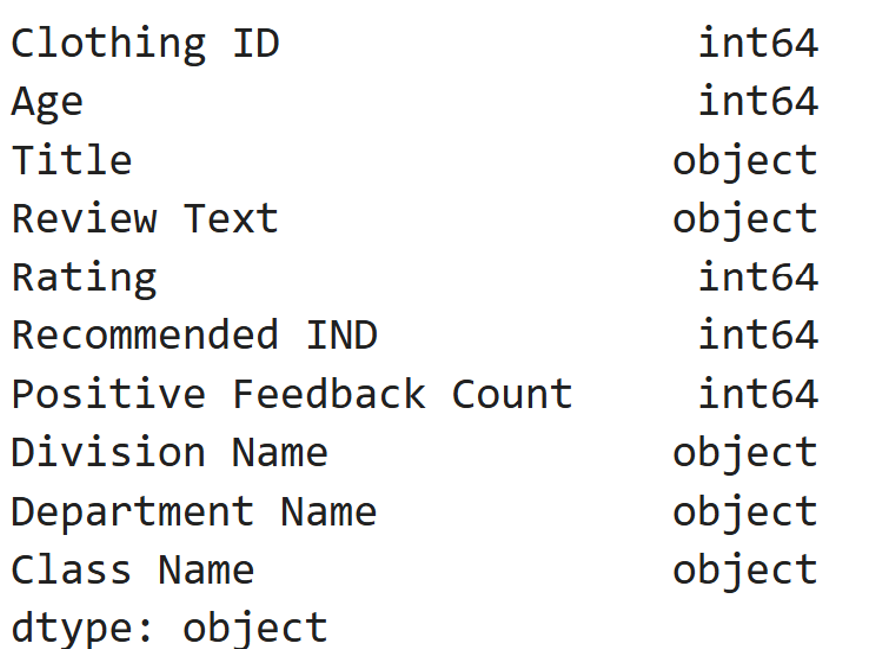 Clothing ID int64
Age int64
Title object
Review Text object
Rating int64
Recommended IND int64
Positive Feedback Count int64
Division Name object
Department Name object
Class Name object
dtype: object